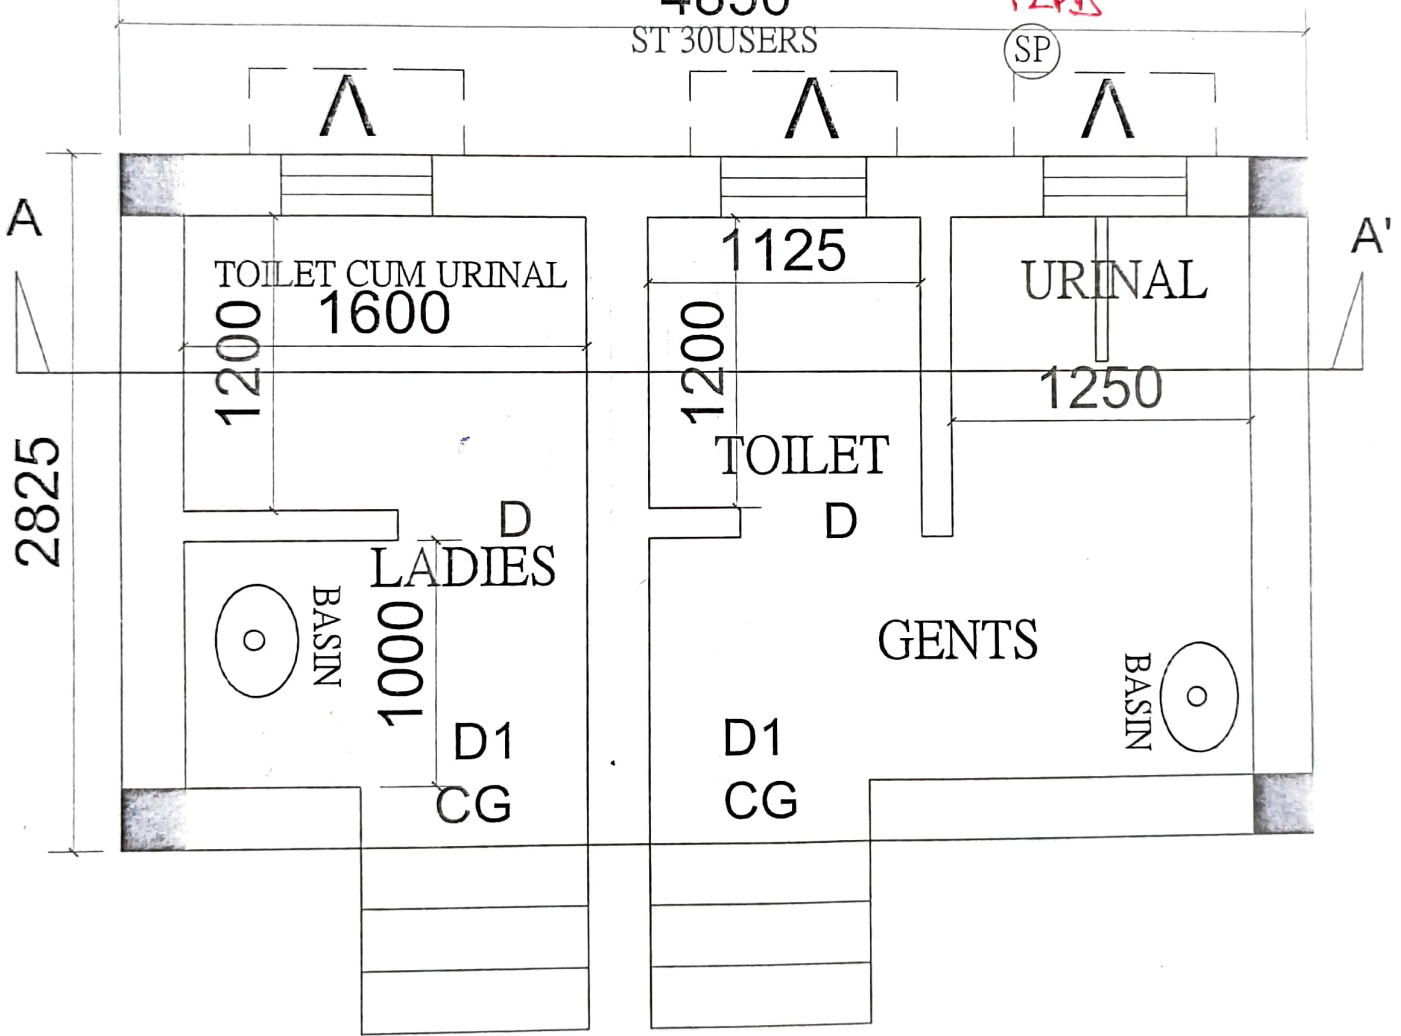 4850
ST 30USERS
SP
V
V
V
A
A'
TOILET CUM URINAL
1600
1200
1125
1200
URINAL
1250
TOILET
2825
D
D
LADIES
BASIN
1000
GENTS
BASIN
D1
CG
D1
CG